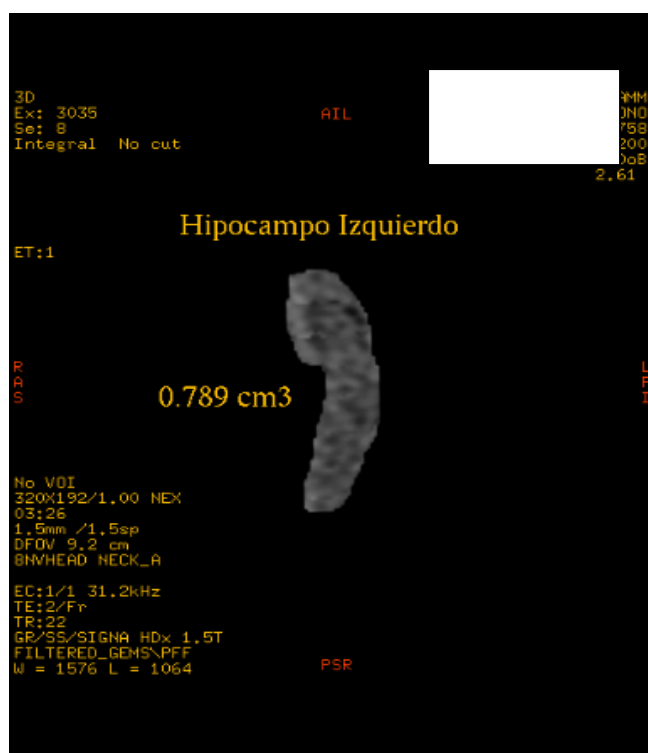 3D
Ex: 3035
Se: 8
Integral No cut
AIL
2.61
Hipocampo Izquierdo
ET:1
R
A
S
0.789 cm3
L
P
I
No VOI
320X192/1.00 NEX
03:26
1.5mm /1.5sp
DFOV 9.2 cm
8NVHEAD NECK_A
EC:1/1 31.2kHz
TE:2/Fr
TR:22
GR/SS/SIGNA HDx 1.5T
FILTERED_GEMS\PFF
W = 1576 L = 1064
PSR